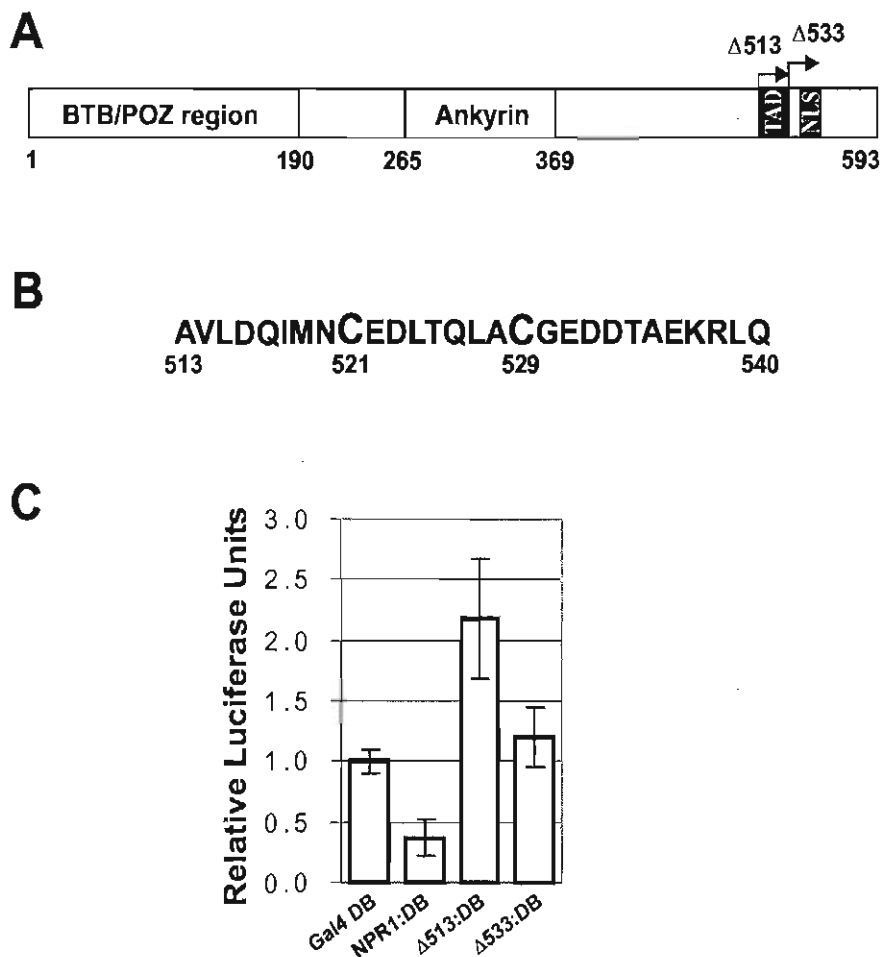 A
Δ513
Δ533
BTB/POZ region
Ankyrin
TAD
NLS
1
190
265
369
593
B
AVLDQIMNCEDLTQLACGEDDTAEKRLQ
513
521
529
540
C
Relative Luciferase Units
3.0
2.5
2.0
1.5
1.0
0.5
0.0
Gal4 DB
NPR1:DB
Δ513:DB
Δ533:DB